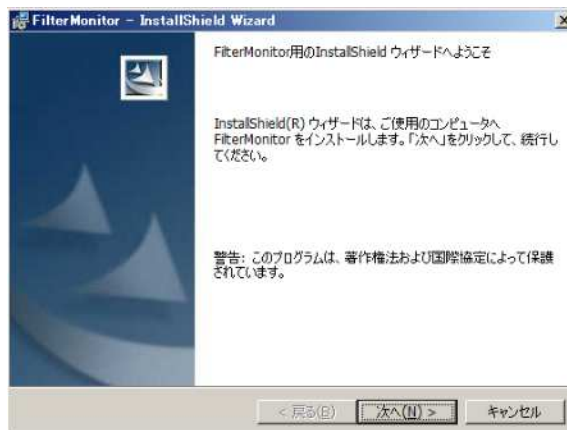 FilterMonitor - InstallShield Wizard
FilterMonitor用のInstallShield ウィザードへようこそ
InstallShield(R) ウィザードは、ご使用のコンピュータへ
FilterMonitor をインストールします。「次へ」をクリックして、続行し
てください。
警告: このプログラムは、著作権法および国際協定によって保護
されています。
< 戻る(B)
次へ(N) >
キャンセル